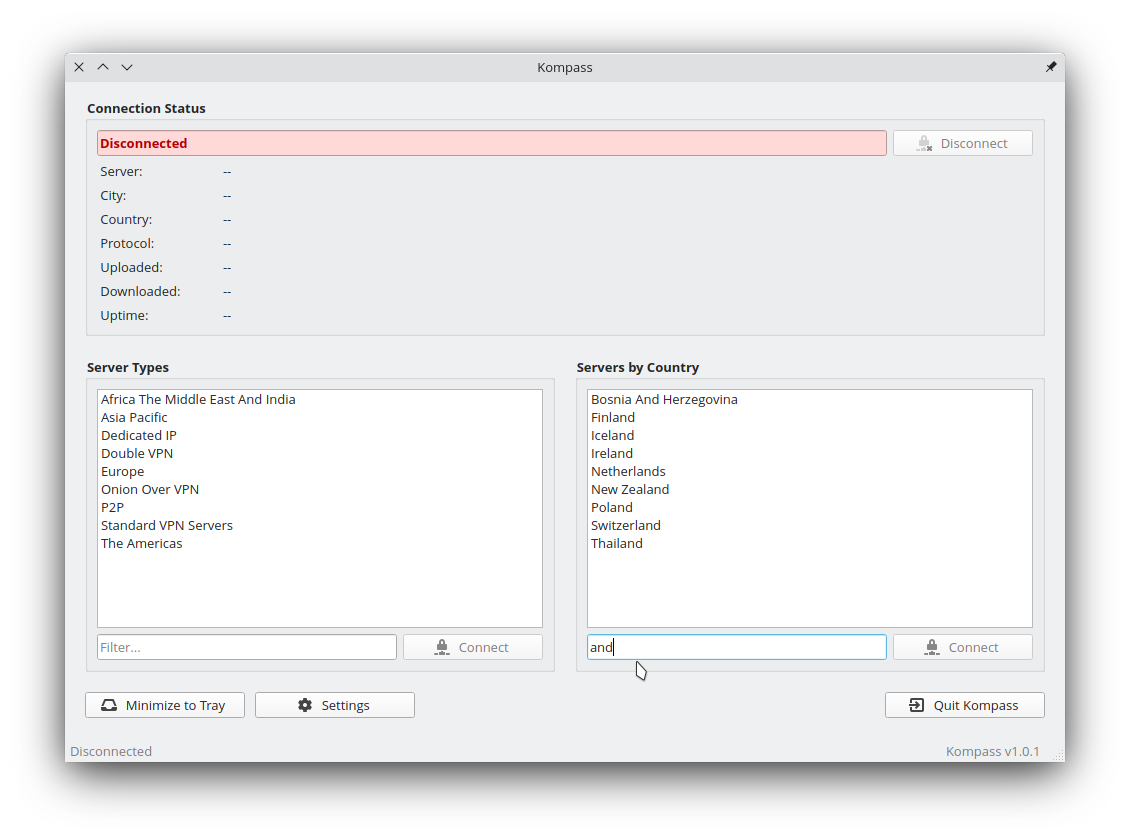 Kompass
Connection Status
Disconnected
Disconnect
Server: --
City: --
Country: --
Protocol: --
Uploaded: --
Downloaded: --
Uptime: --
Server Types
Africa The Middle East And India
Asia Pacific
Dedicated IP
Double VPN
Europe
Onion Over VPN
P2P
Standard VPN Servers
The Americas
Filter...
Connect
Servers by Country
Bosnia And Herzegovina
Finland
Iceland
Ireland
Netherlands
New Zealand
Poland
Switzerland
Thailand
and
Connect
Minimize to Tray
Settings
Quit Kompass
Disconnected
Kompass v1.0.1